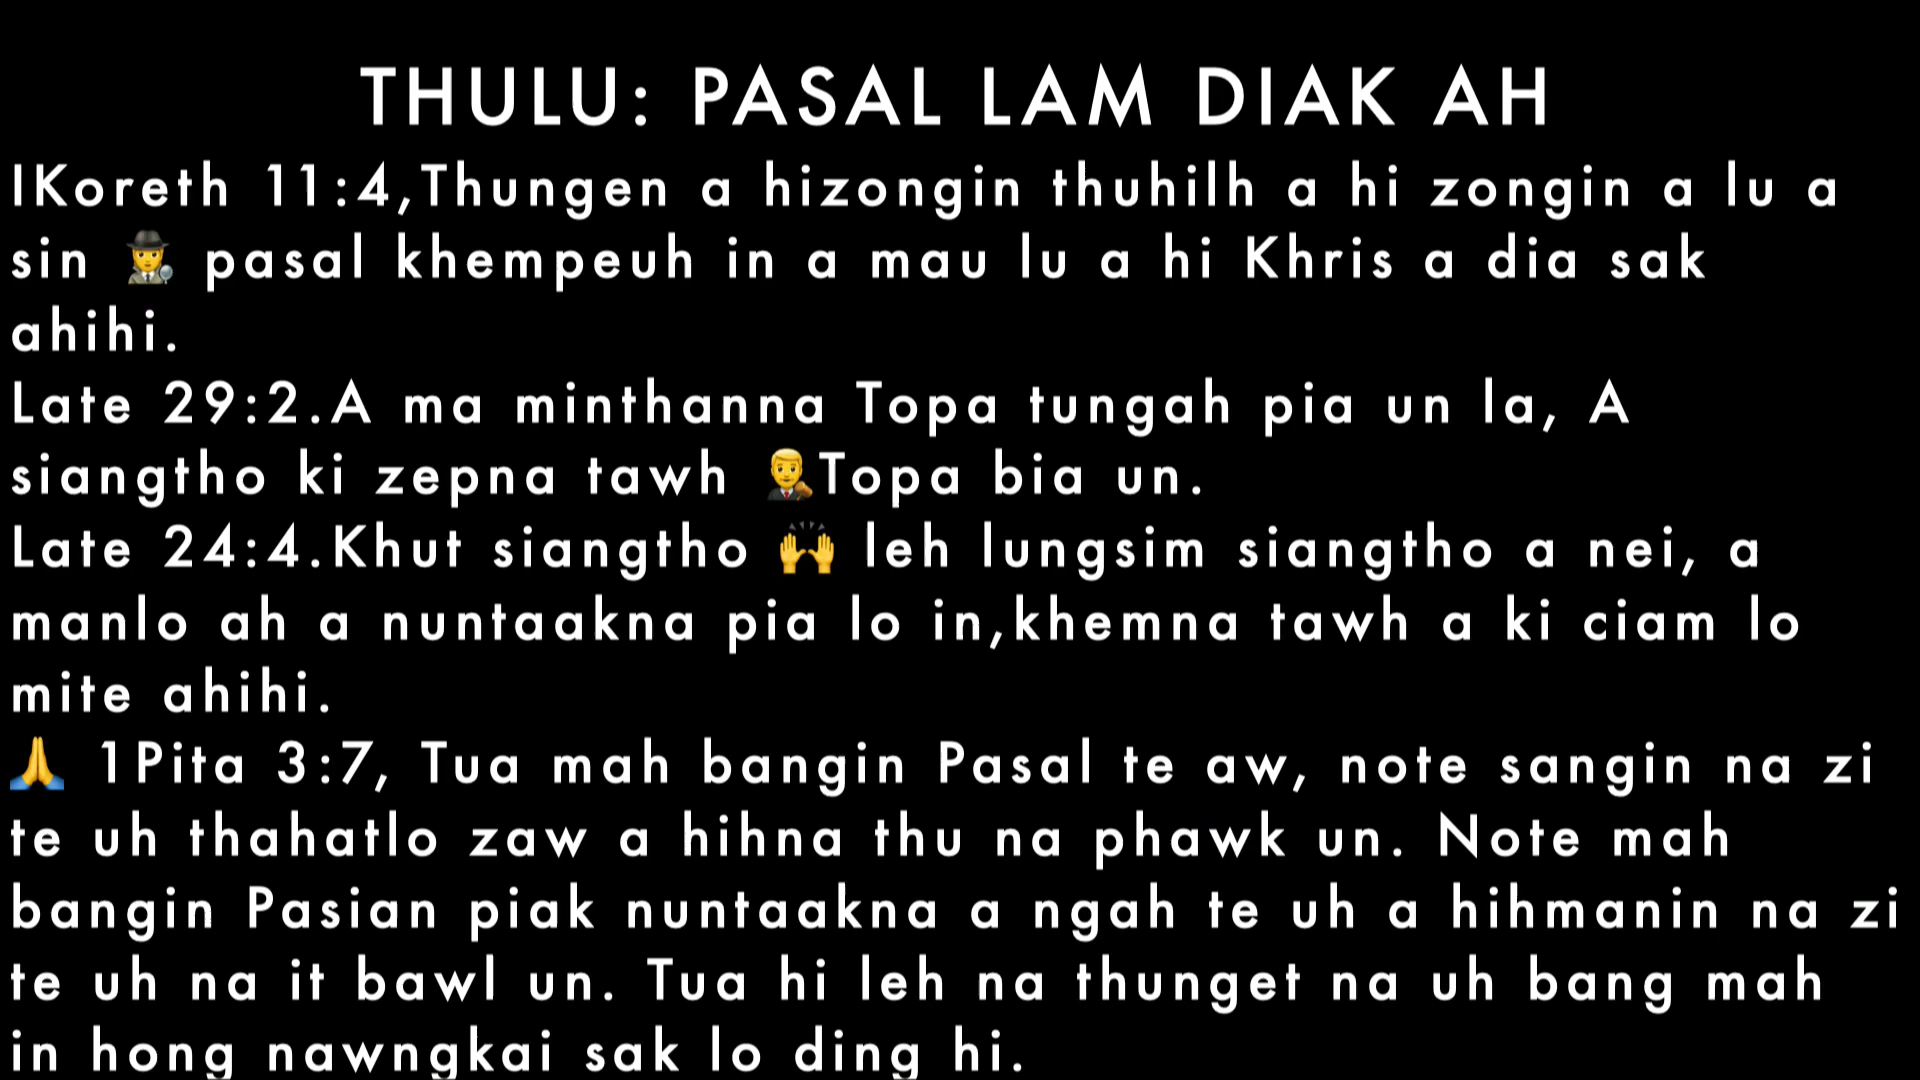 THULU: PASAL LAM DIAK AH
IKoreth 11:4,Thungen a hizongin thuhilh a hi zongin a lu a
sin 🕵️ pasal khempeuh in a mau lu a hi Khris a dia sak
ahihi.
Late 29:2.A ma minthanna Topa tungah pia un la, A
siangtho ki zepna tawh 👨‍⚖️Topa bia un.
Late 24:4.Khut siangtho 🙌 leh lungsim siangtho a nei, a
manlo ah a nuntaakna pia lo in,khemna tawh a ki ciam lo
mite ahihi.
🙏 1Pita 3:7, Tua mah bangin Pasal te aw, note sangin na zi
te uh thahatlo zaw a hihna thu na phawk un. Note mah
bangin Pasian piak nuntaakna a ngah te uh a hihmanin na zi
te uh na it bawl un. Tua hi leh na thunget na uh bang mah
in hong nawngkai sak lo ding hi.